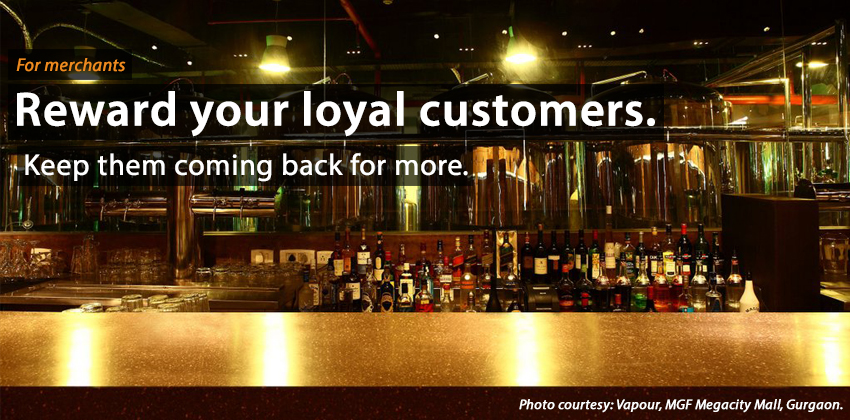 For merchants
Reward your loyal customers.
Keep them coming back for more.
Photo courtesy: Vapour, MGF Megacity Mall, Gurgaon.